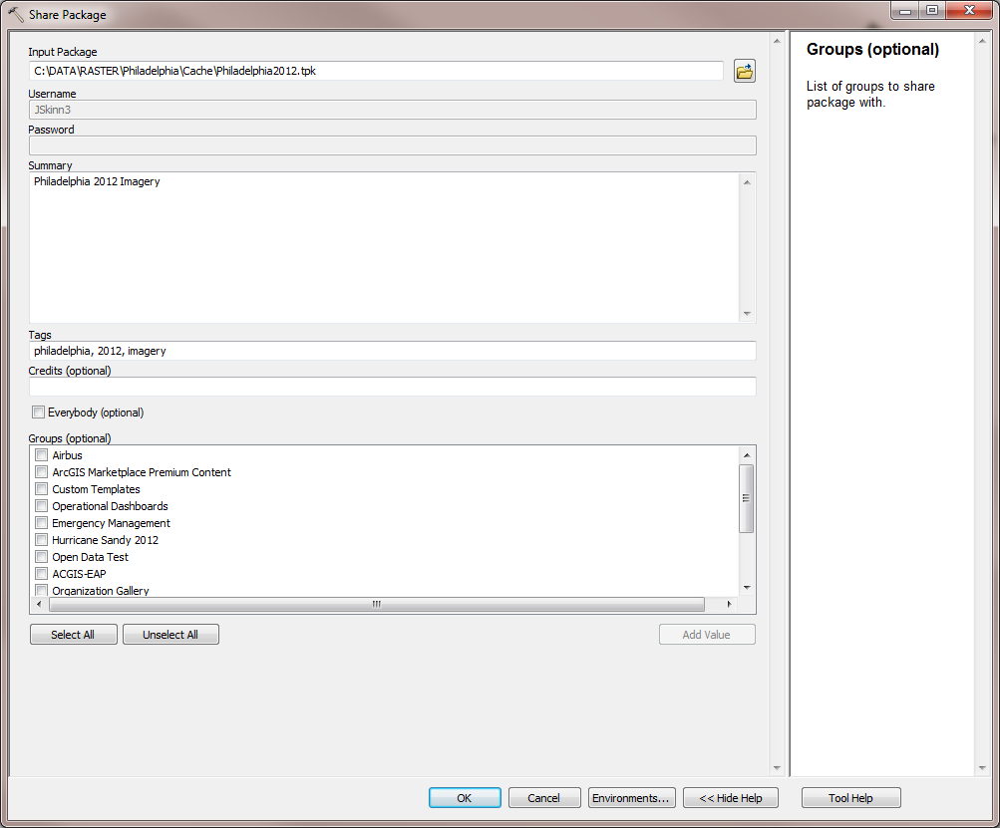 Share Package
Input Package
C:\DATA\RASTER\Philadelphia\Cache\Philadelphia2012.tpk
Username
JSkinn3
Password
Summary
Philadelphia 2012 Imagery
Tags
philadelphia, 2012, imagery
Credits (optional)
Everybody (optional)
Groups (optional)
Airbus
ArcGIS Marketplace Premium Content
Custom Templates
Operational Dashboards
Emergency Management
Hurricane Sandy 2012
Open Data Test
ACGIS-EAP
Organization Gallery
Select All
Unselect All
Add Value
Groups (optional)
List of groups to share
package with.
OK
Cancel
Environments...
<< Hide Help
Tool Help